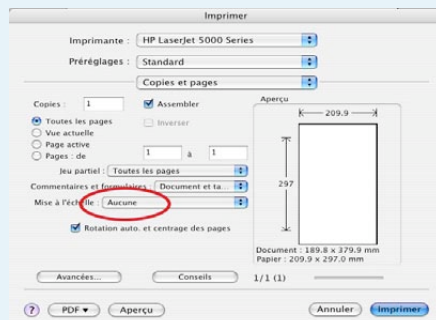 Imprimer
Imprimante : HP LaserJet 5000 Series
Préréglages : Standard
Copies et pages
Copies : 1 Assembler
Toutes les pages Inverser
Vue actuelle
Page active
Pages : de 1 à 1
Jeu partiel : Toutes les pages
Commentaires et formulaires : Document et ta...
Mise à l'échelle : Aucune
Rotation auto. et centrage des pages
Aperçu
209.9
297
Document : 189.8 x 379.9 mm
Papier : 209.9 x 297.0 mm
Avancées... Conseils 1/1 (1)
? PDF ▼ Aperçu Annuler Imprimer